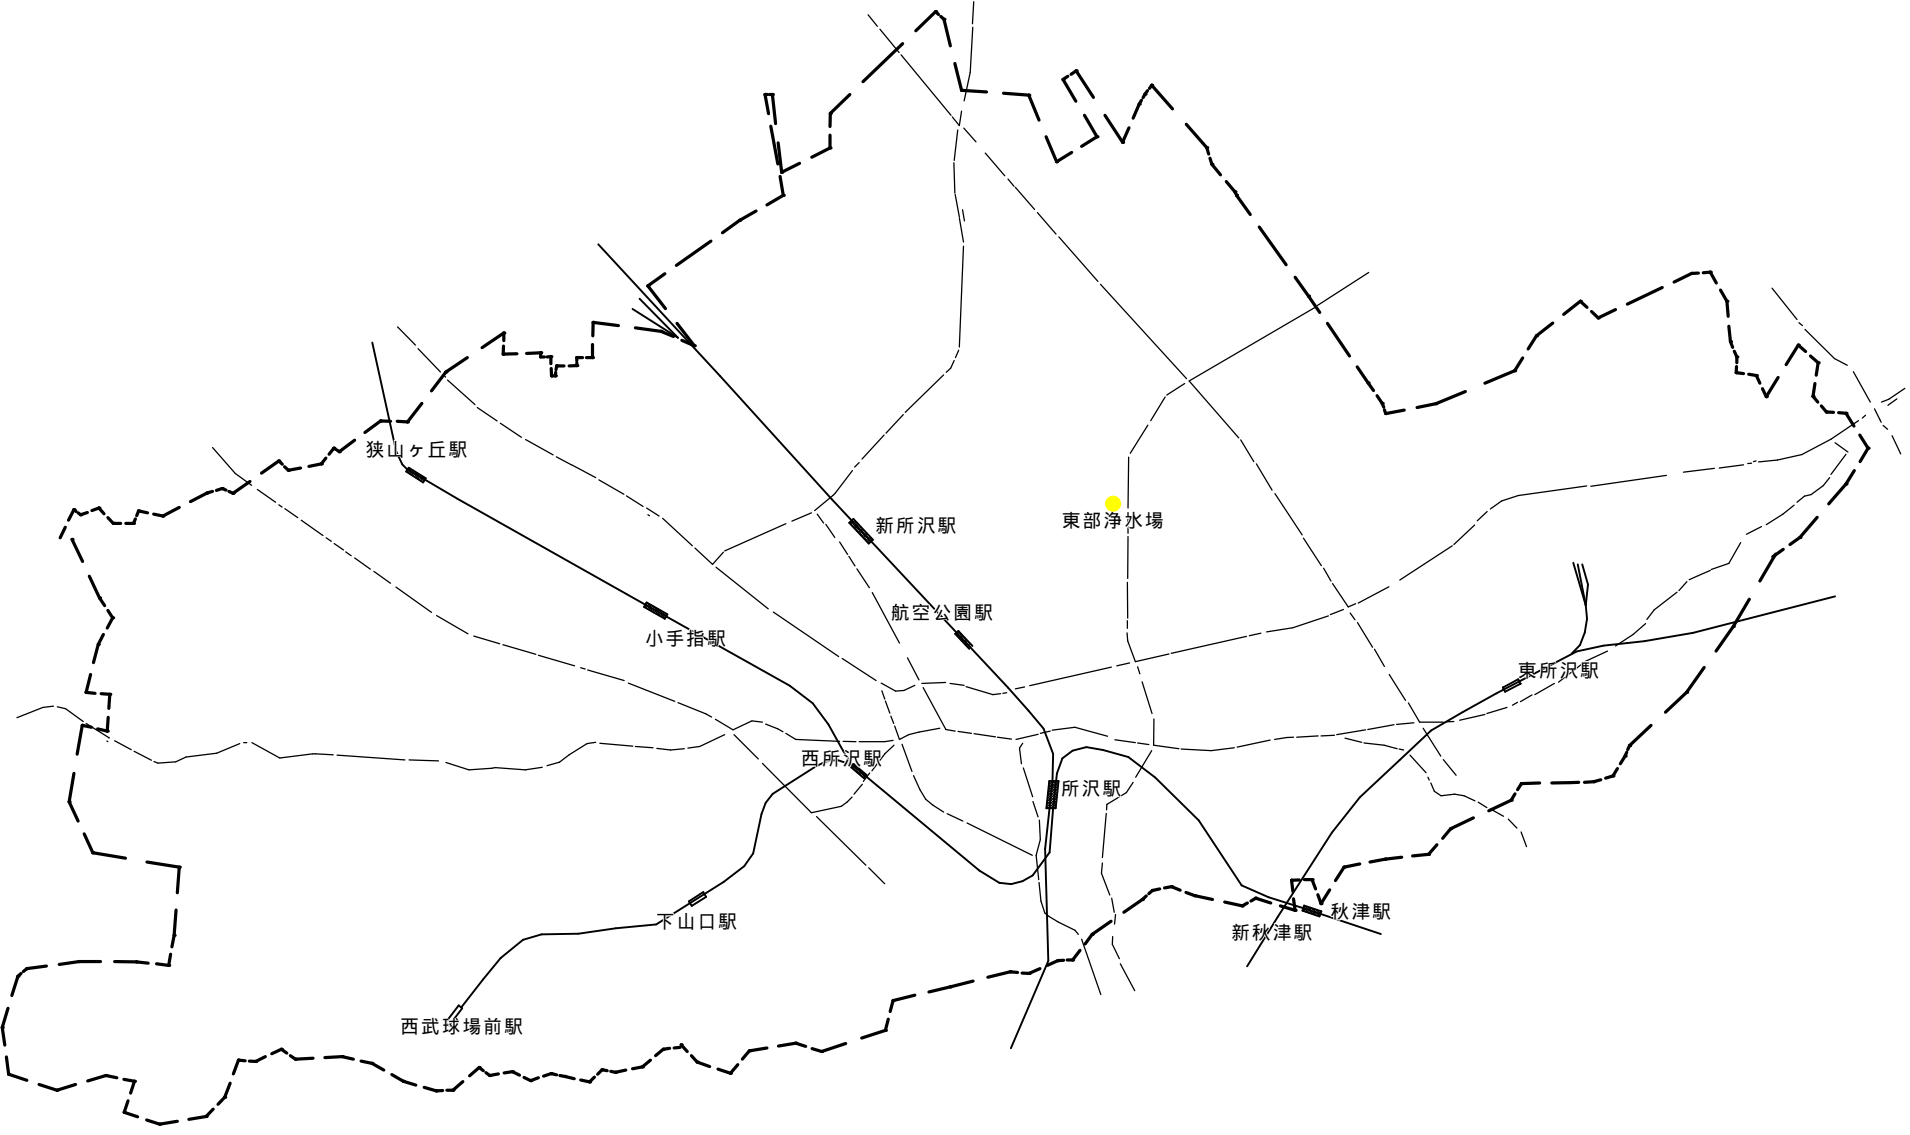 狭山ヶ丘駅
新所沢駅
東部浄水場
航空公園駅
小手指駅
東所沢駅
西所沢駅
所沢駅
秋津駅
下山口駅
新秋津駅
西武球場前駅